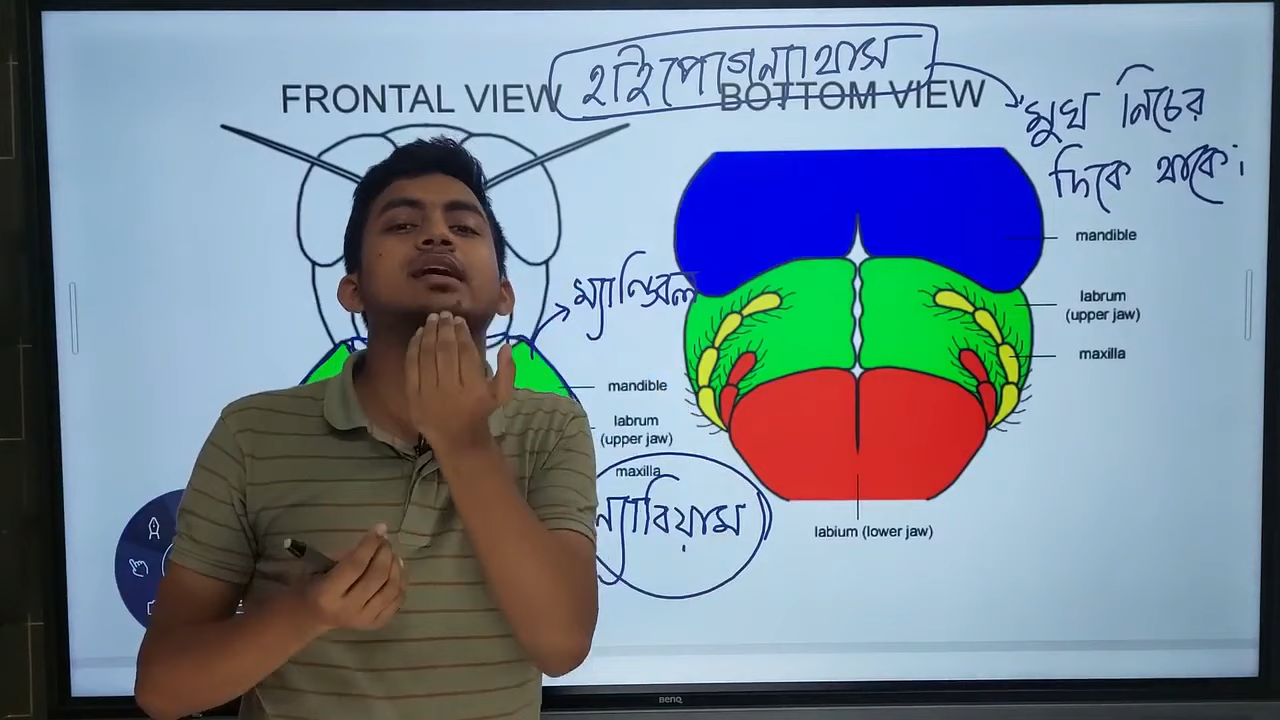 হাইপোগেন্যাথাস
FRONTAL VIEW
BOTTOM VIEW
মুখ নিচের
দিকে থাকে।
ম্যান্ডিবল
mandible
labrum
(upper jaw)
maxilla
mandible
labrum
(upper jaw)
maxilla
ল্যাবিয়াম
labium (lower jaw)
BENQ